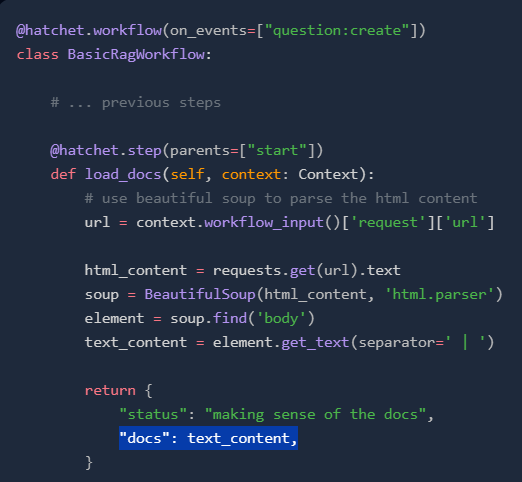 @hatchet.workflow(on_events=["question:create"])
class BasicRagWorkflow:
# ... previous steps
@hatchet.step(parents=["start"])
def load_docs(self, context: Context):
# use beautiful soup to parse the html content
url = context.workflow_input()['request']['url']
html_content = requests.get(url).text
soup = BeautifulSoup(html_content, 'html.parser')
element = soup.find('body')
text_content = element.get_text(separator=' | ')
return {
"status": "making sense of the docs",
"docs": text_content,
}